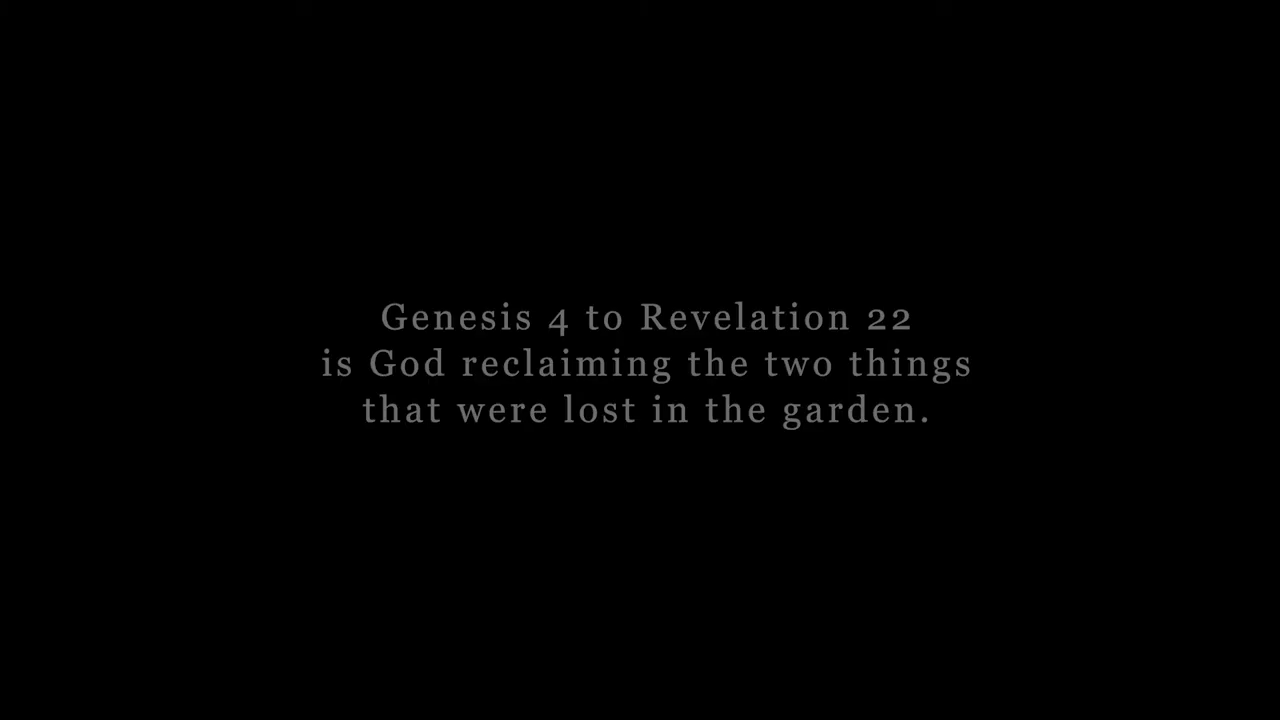 Genesis 4 to Revelation 22
is God reclaiming the two things
that were lost in the garden.